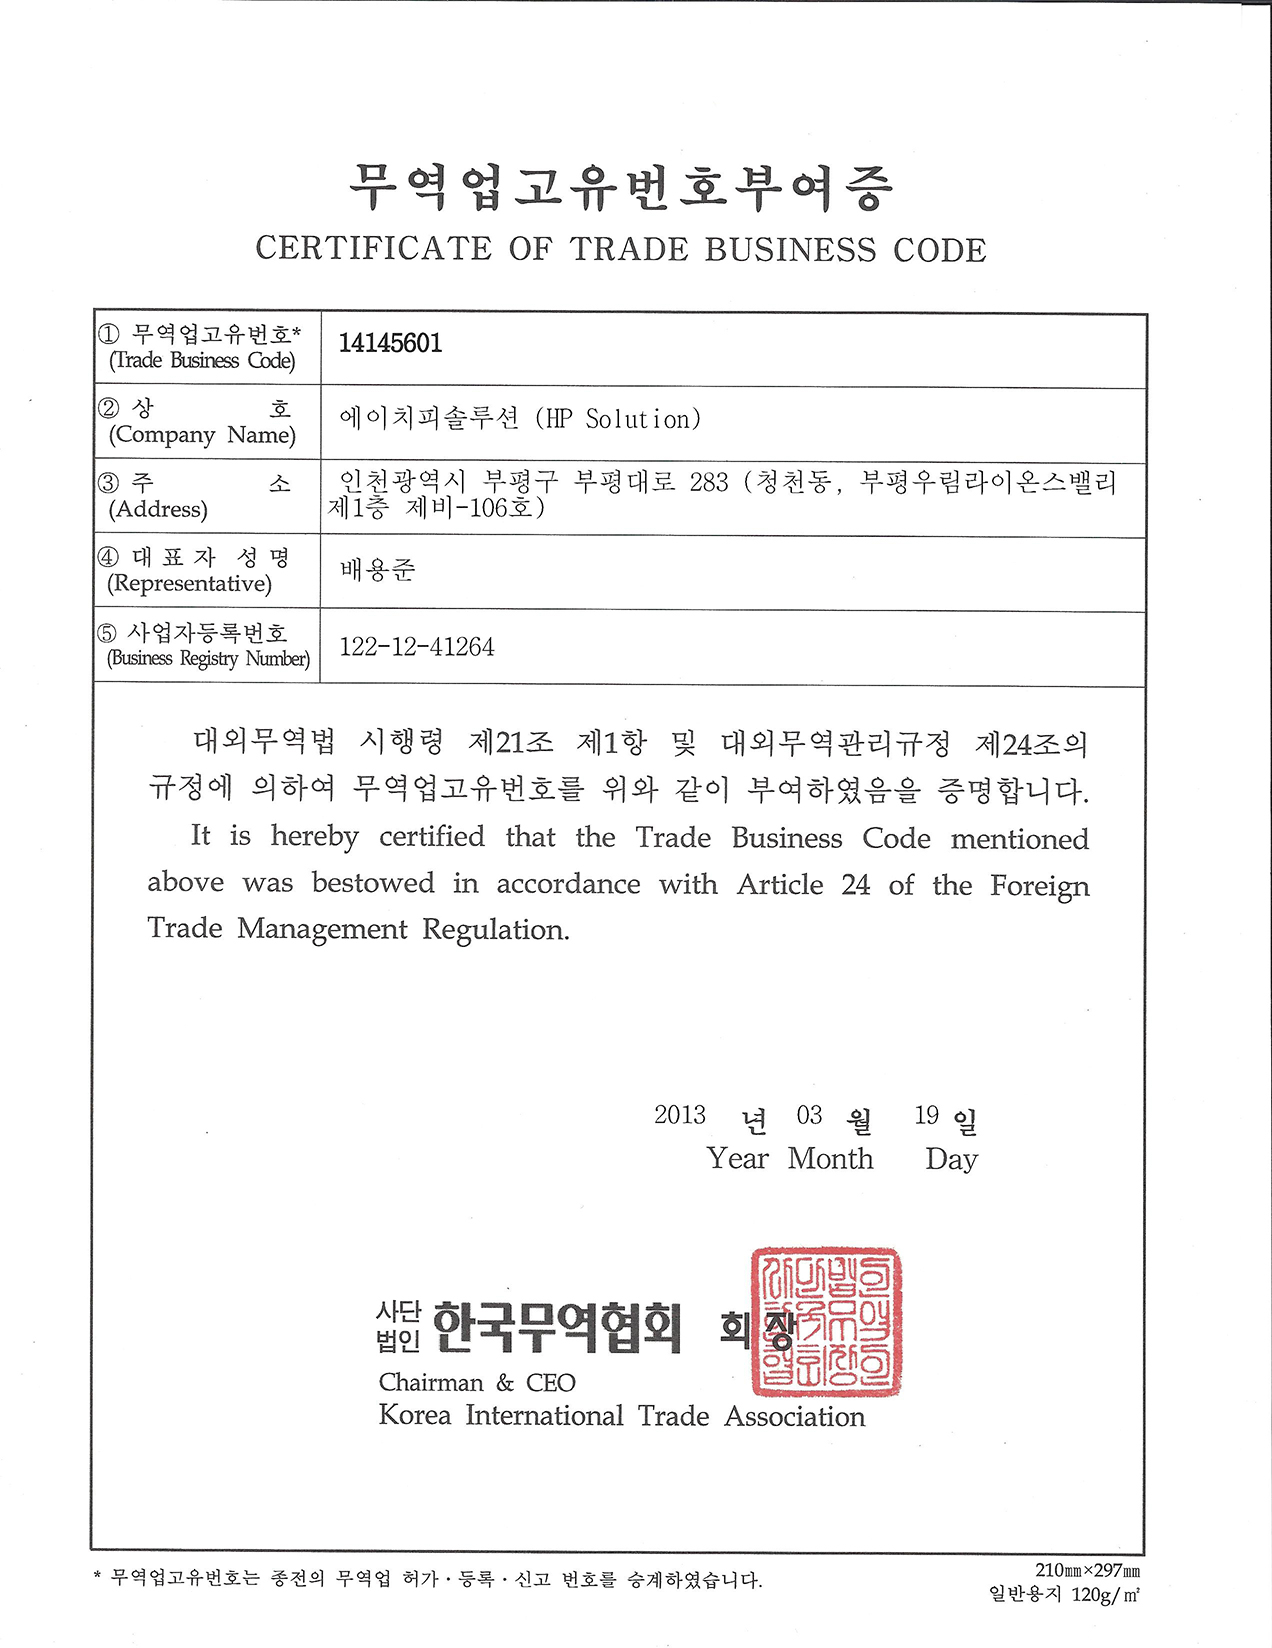 무역업고유번호부여증
CERTIFICATE OF TRADE BUSINESS CODE
① 무역업고유번호*
(Trade Business Code)
14145601
② 상 호
(Company Name)
에이치피솔루션 (HP Solution)
③ 주 소
(Address)
인천광역시 부평구 부평대로 283 (청천동, 부평우림라이온스밸리
제1층 제비-106호)
④ 대 표 자 성 명
(Representative)
배용준
⑤ 사업자등록번호
(Business Registry Number)
122-12-41264
대외무역법 시행령 제21조 제1항 및 대외무역관리규정 제24조의
규정에 의하여 무역업고유번호를 위와 같이 부여하였음을 증명합니다.
It is hereby certified that the Trade Business Code mentioned
above was bestowed in accordance with Article 24 of the Foreign
Trade Management Regulation.
2013 년 03 월 19 일
Year Month Day
사단
법인 한국무역협회 회 장
Chairman & CEO
Korea International Trade Association
* 무역업고유번호는 종전의 무역업 허가·등록·신고 번호를 승계하였습니다.
210㎜×297㎜
일반용지 120g/㎡